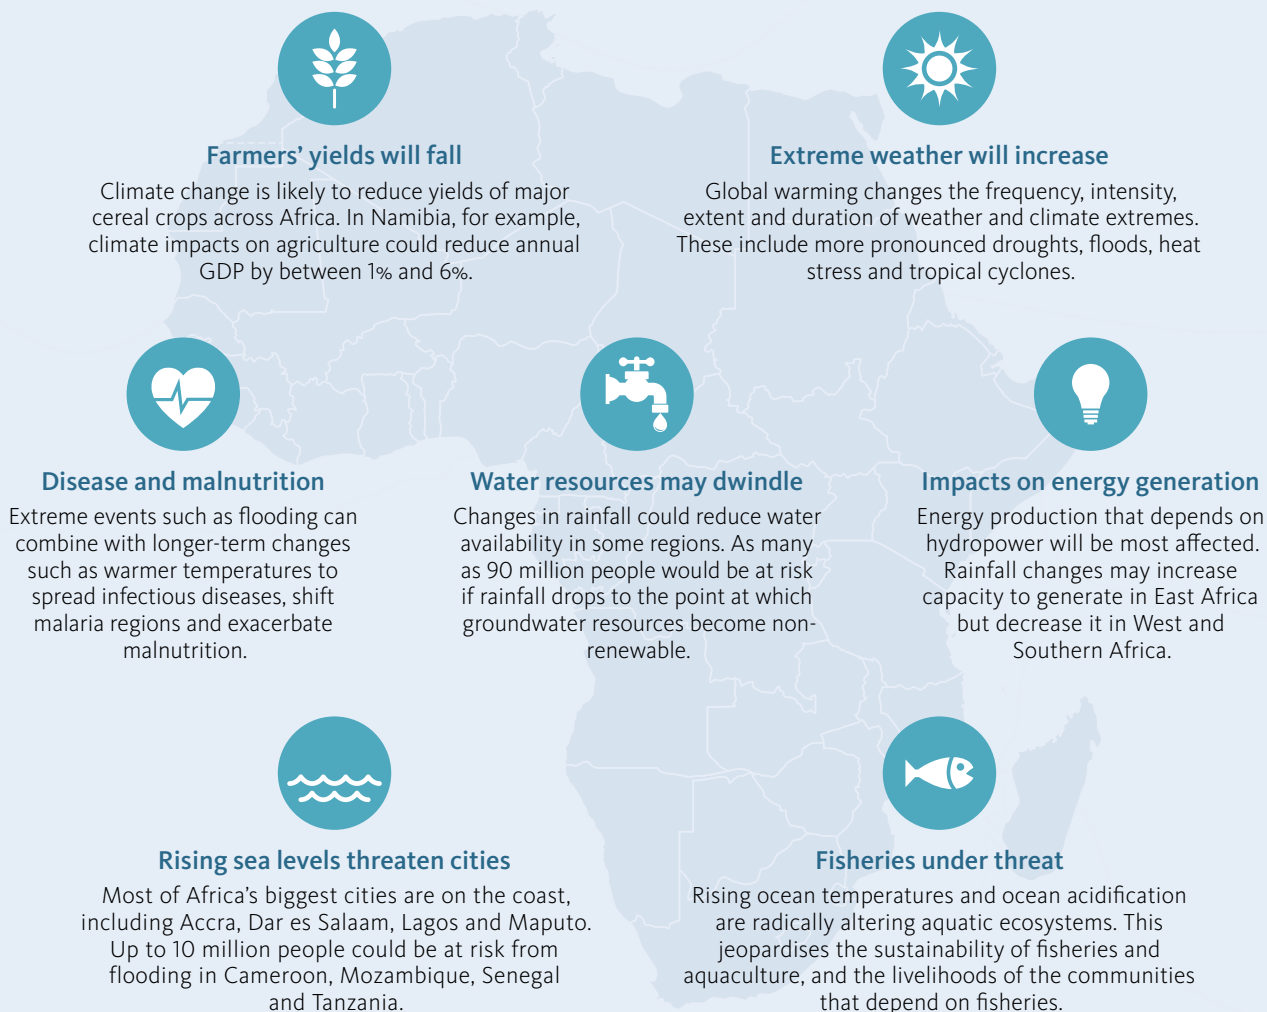 Farmers’ yields will fall
Climate change is likely to reduce yields of major
cereal crops across Africa. In Namibia, for example,
climate impacts on agriculture could reduce annual
GDP by between 1% and 6%.
Extreme weather will increase
Global warming changes the frequency, intensity,
extent and duration of weather and climate extremes.
These include more pronounced droughts, floods, heat
stress and tropical cyclones.
Disease and malnutrition
Extreme events such as flooding can
combine with longer-term changes
such as warmer temperatures to
spread infectious diseases, shift
malaria regions and exacerbate
malnutrition.
Water resources may dwindle
Changes in rainfall could reduce water
availability in some regions. As many
as 90 million people would be at risk
if rainfall drops to the point at which
groundwater resources become non-
renewable.
Impacts on energy generation
Energy production that depends on
hydropower will be most affected.
Rainfall changes may increase
capacity to generate in East Africa
but decrease it in West and
Southern Africa.
Rising sea levels threaten cities
Most of Africa’s biggest cities are on the coast,
including Accra, Dar es Salaam, Lagos and Maputo.
Up to 10 million people could be at risk from
flooding in Cameroon, Mozambique, Senegal
and Tanzania.
Fisheries under threat
Rising ocean temperatures and ocean acidification
are radically altering aquatic ecosystems. This
jeopardises the sustainability of fisheries and
aquaculture, and the livelihoods of the communities
that depend on fisheries.